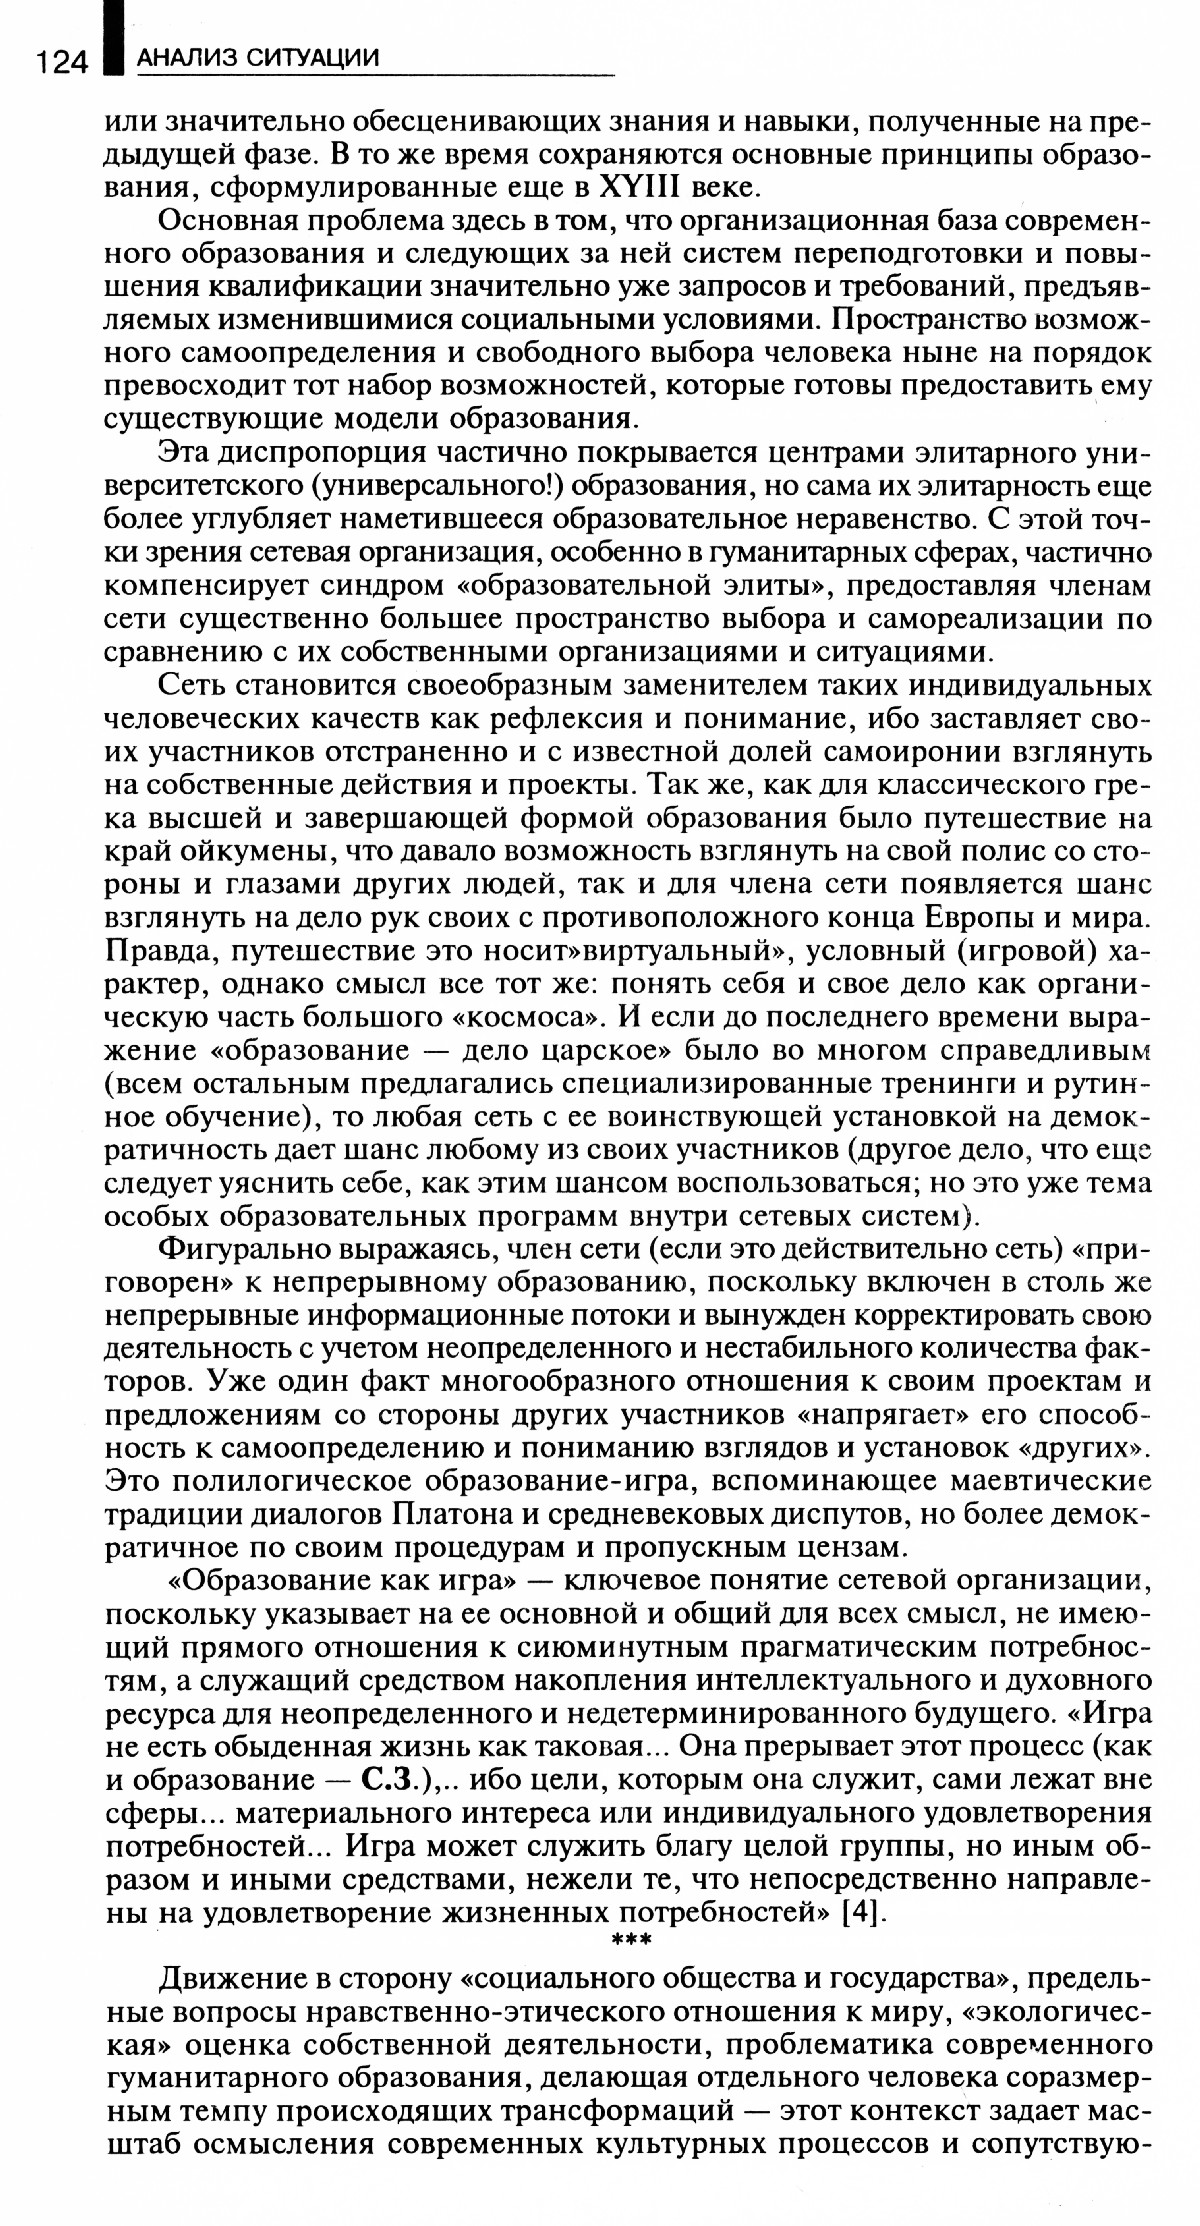 124 АНАЛИЗ СИТУАЦИИ
или значительно обесценивающих знания и навыки, полученные на пре-
дыдущей фазе. В то же время сохраняются основные принципы образо-
вания, сформулированные еще в XYIII веке.
Основная проблема здесь в том, что организационная база современ-
ного образования и следующих за ней систем переподготовки и повы-
шения квалификации значительно уже запросов и требований, предъяв-
ляемых изменившимися социальными условиями. Пространство возмож-
ного самоопределения и свободного выбора человека ныне на порядок
превосходит тот набор возможностей, которые готовы предоставить ему
существующие модели образования.
Эта диспропорция частично покрывается центрами элитарного уни-
верситетского (универсального!) образования, но сама их элитарность еще
более углубляет наметившееся образовательное неравенство. С этой точ-
ки зрения сетевая организация, особенно в гуманитарных сферах, частично
компенсирует синдром «образовательной элиты», предоставляя членам
сети существенно большее пространство выбора и самореализации по
сравнению с их собственными организациями и ситуациями.
Сеть становится своеобразным заменителем таких индивидуальных
человеческих качеств как рефлексия и понимание, ибо заставляет сво-
их участников отстраненно и с известной долей самоиронии взглянуть
на собственные действия и проекты. Так же, как для классического гре-
ка высшей и завершающей формой образования было путешествие на
край ойкумены, что давало возможность взглянуть на свой полис со сто-
роны и глазами других людей, так и для члена сети появляется шанс
взглянуть на дело рук своих с противоположного конца Европы и мира.
Правда, путешествие это носит»виртуальный», условный (игровой) ха-
рактер, однако смысл все тот же: понять себя и свое дело как органи-
ческую часть большого «космоса». И если до последнего времени выра-
жение «образование — дело царское» было во многом справедливым
(всем остальным предлагались специализированные тренинги и рутин-
ное обучение), то любая сеть с ее воинствующей установкой на демок-
ратичность дает шанс любому из своих участников (другое дело, что еще
следует уяснить себе, как этим шансом воспользоваться; но это уже тема
особых образовательных программ внутри сетевых систем).
Фигурально выражаясь, член сети (если это действительно сеть) «при-
говорен» к непрерывному образованию, поскольку включен в столь же
непрерывные информационные потоки и вынужден корректировать свою
деятельность с учетом неопределенного и нестабильного количества фак-
торов. Уже один факт многообразного отношения к своим проектам и
предложениям со стороны других участников «напрягает» его способ-
ность к самоопределению и пониманию взглядов и установок «других».
Это полилогическое образование-игра, вспоминающее маевтические
традиции диалогов Платона и средневековых диспутов, но более демок-
ратичное по своим процедурам и пропускным цензам.
«Образование как игра» — ключевое понятие сетевой организации,
поскольку указывает на ее основной и общий для всех смысл, не имею-
щий прямого отношения к сиюминутным прагматическим потребнос-
тям, а служащий средством накопления интеллектуального и духовного
ресурса для неопределенного и недетерминированного будущего. «Игра
не есть обыденная жизнь как таковая... Она прерывает этот процесс (как
и образование — С.З.),.. ибо цели, которым она служит, сами лежат вне
сферы... материального интереса или индивидуального удовлетворения
потребностей... Игра может служить благу целой группы, но иным об-
разом и иными средствами, нежели те, что непосредственно направле-
ны на удовлетворение жизненных потребностей» [4].
***
Движение в сторону «социального общества и государства», предель-
ные вопросы нравственно-этического отношения к миру, «экологичес-
кая» оценка собственной деятельности, проблематика современного
гуманитарного образования, делающая отдельного человека соразмер-
ным темпу происходящих трансформаций — этот контекст задает мас-
штаб осмысления современных культурных процессов и сопутствую-